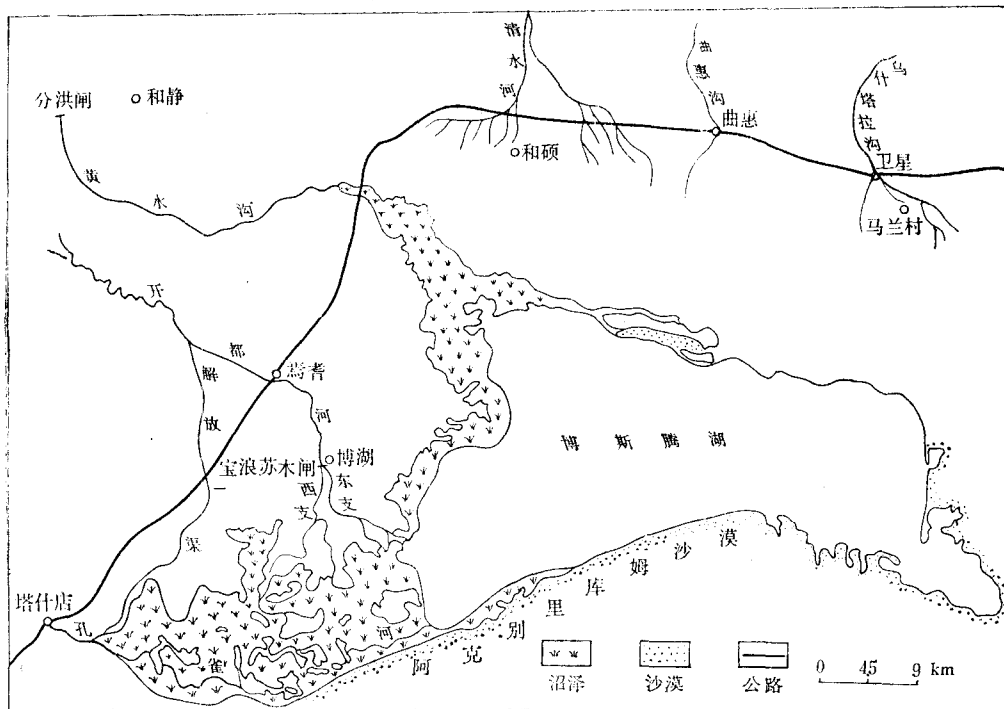 清水河
曲惠沟
乌什塔拉沟
分洪闸
和静
曲惠
和硕
卫星
马兰村
黄水沟
开都河
解放渠
焉耆
博斯腾湖
宝浪苏木闸
博湖
西支
东支
塔什店
孔雀河
阿克别里库姆沙漠
沼泽
沙漠
公路
0 4.5 9 km